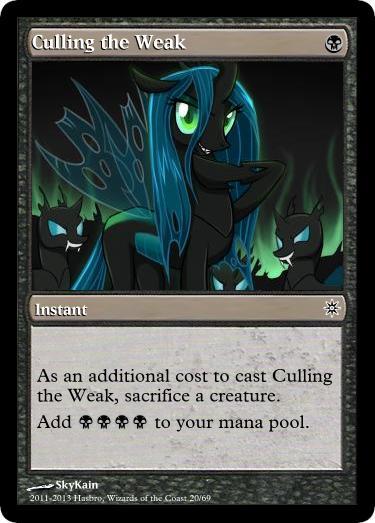 Culling the Weak
Instant
As an additional cost to cast Culling
the Weak, sacrifice a creature.
Add to your mana pool.
SkyKain
2011-2013 Hasbro, Wizards of the Coast 20/69